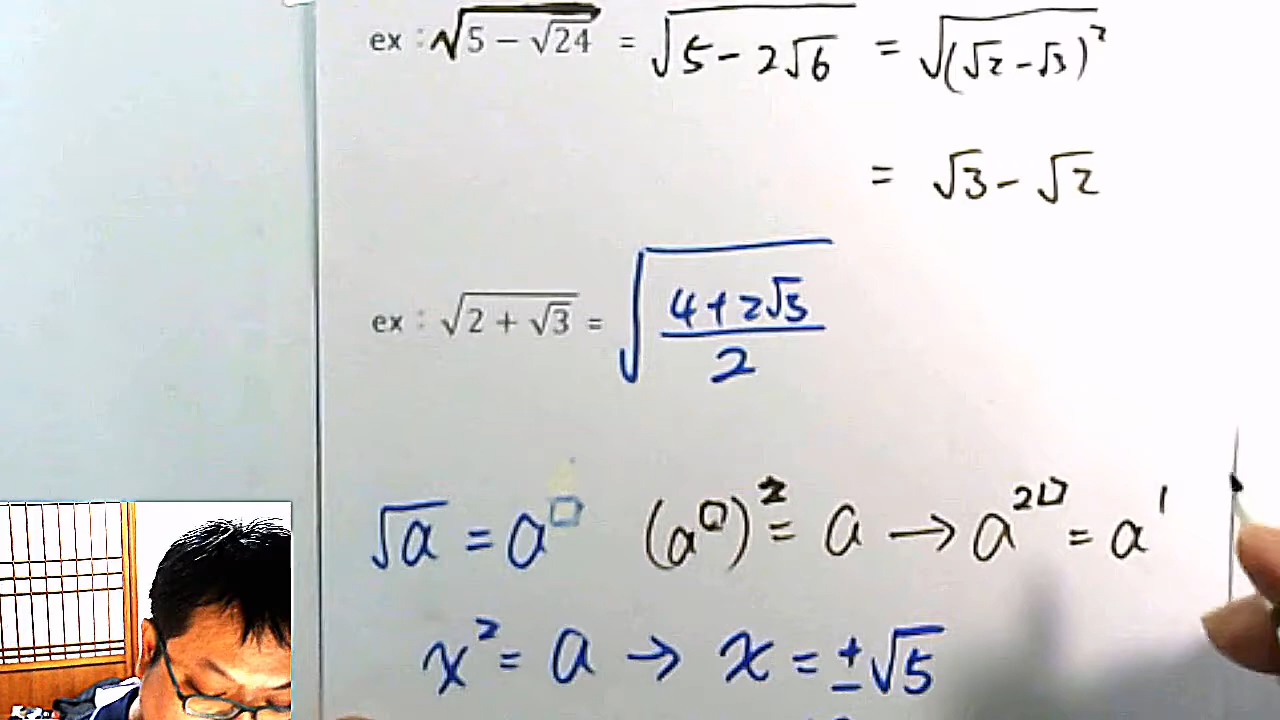 ex : √(5 − √24) = √(5 − 2√6) = √((√2 − √3)²)
= √3 − √2
ex : √(2 + √3) = √((4 + 2√3)/2)
√a = a^□ (a^□)² = a → a^(2□) = a¹
x² = a → x = ±√5